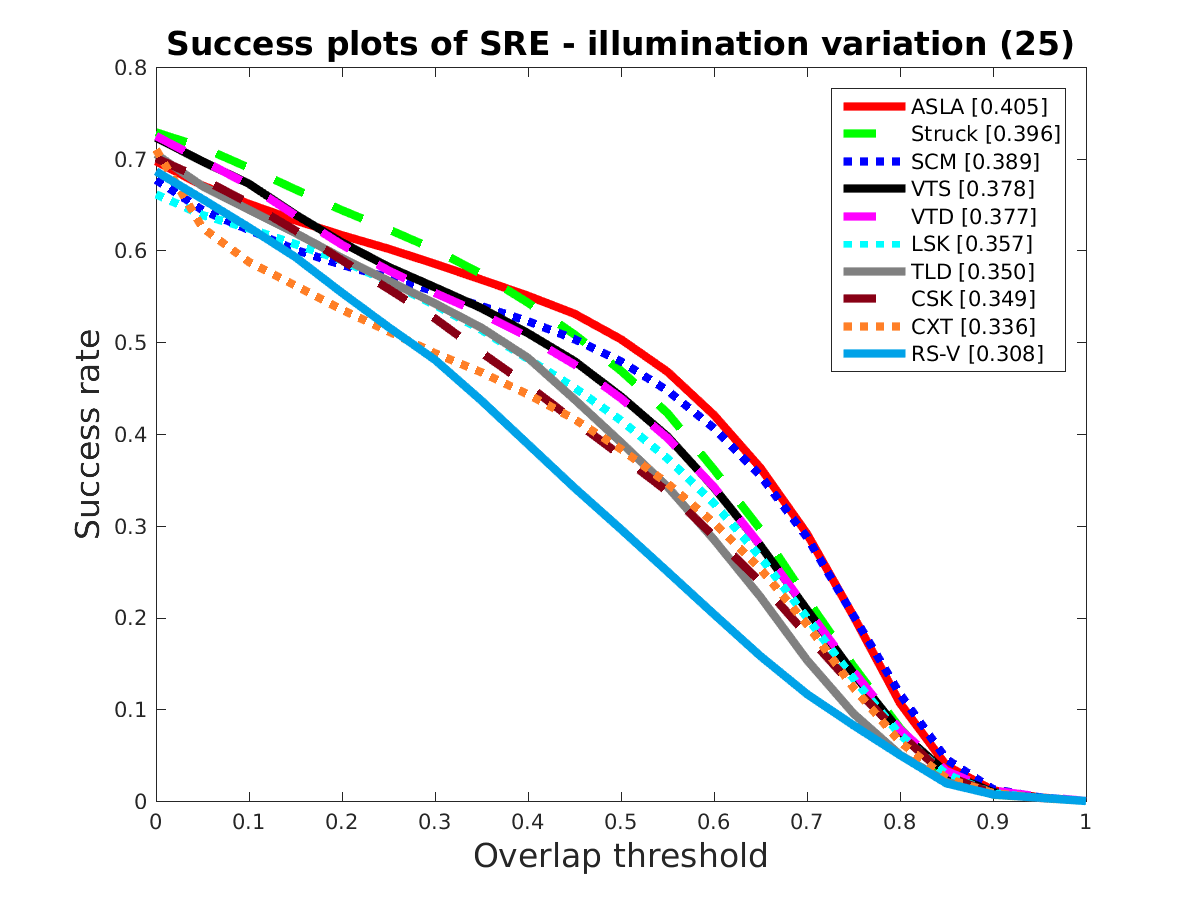 Success plots of SRE - illumination variation (25)
0.8
0.7
0.6
0.5
0.4
0.3
0.2
0.1
0
Success rate
ASLA [0.405]
Struck [0.396]
SCM [0.389]
VTS [0.378]
VTD [0.377]
LSK [0.357]
TLD [0.350]
CSK [0.349]
CXT [0.336]
RS-V [0.308]
0 0.1 0.2 0.3 0.4 0.5 0.6 0.7 0.8 0.9 1
Overlap threshold